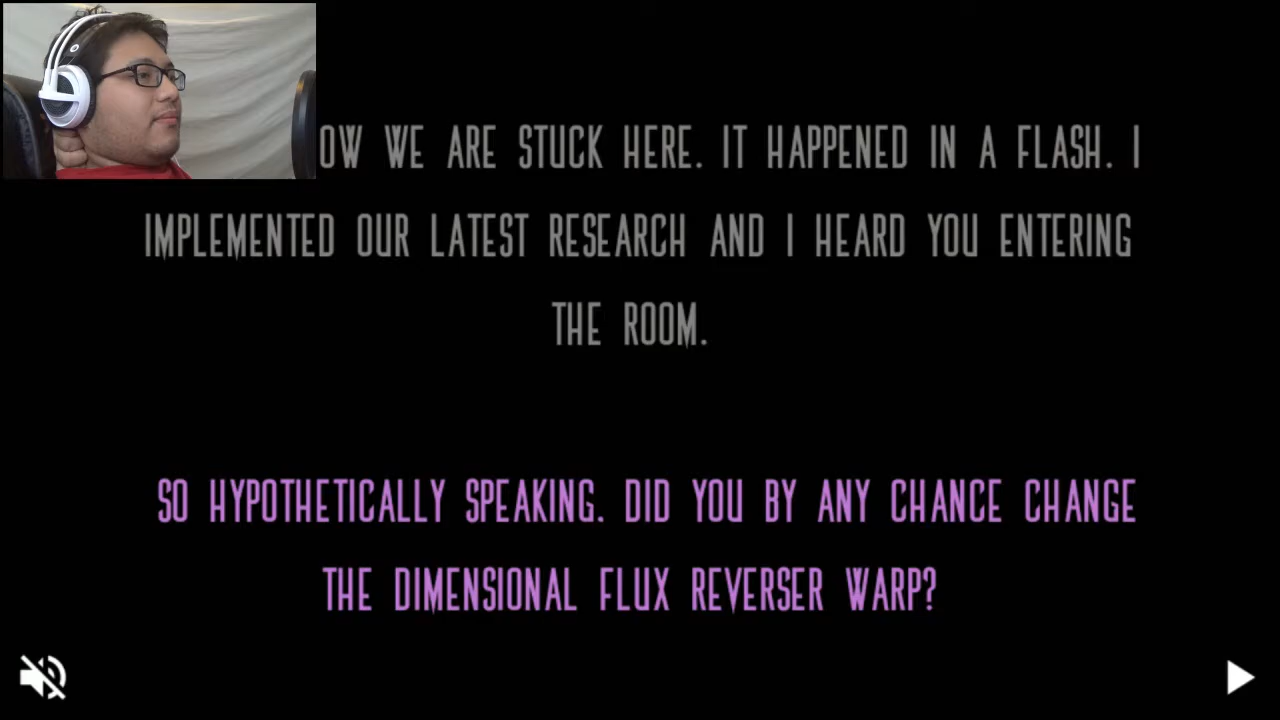 OW WE ARE STUCK HERE. IT HAPPENED IN A FLASH. I
IMPLEMENTED OUR LATEST RESEARCH AND I HEARD YOU ENTERING
THE ROOM.
SO HYPOTHETICALLY SPEAKING. DID YOU BY ANY CHANCE CHANGE
THE DIMENSIONAL FLUX REVERSER WARP?